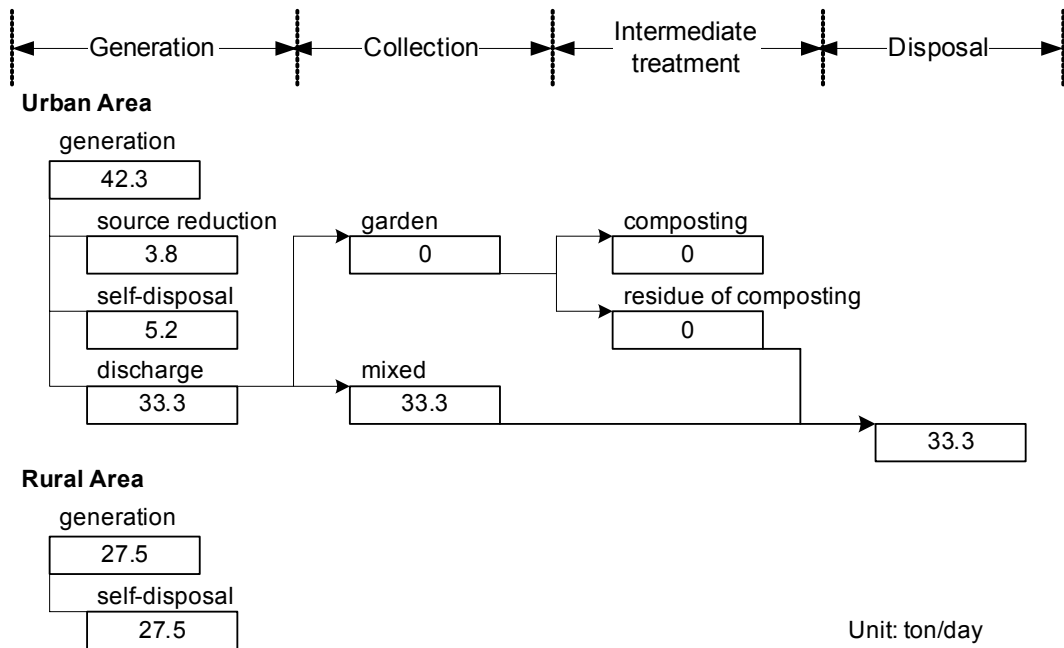 Generation
Collection
Intermediate
treatment
Disposal
Urban Area
generation
42.3
source reduction
3.8
garden
0
composting
0
self-disposal
5.2
residue of composting
0
discharge
33.3
mixed
33.3
33.3
Rural Area
generation
27.5
self-disposal
27.5
Unit: ton/day